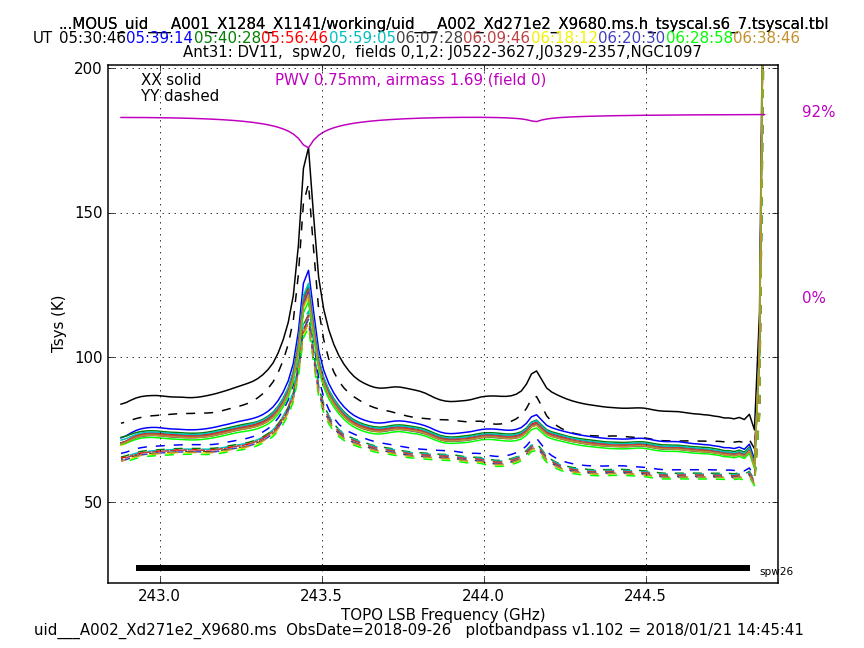 ...MOUS_uid___A001_X1284_X1141/working/uid___A002_Xd271e2_X9680.ms.h_tsyscal.s6_7.tsyscal.tbl
UT 05:30:46 05:39:14 05:40:28 05:56:46 05:59:05 06:07:28 06:09:46 06:18:12 06:20:30 06:28:58 06:38:46
Ant31: DV11, spw20, fields 0,1,2: J0522-3627,J0329-2357,NGC1097
200
XX solid
PWV 0.75mm, airmass 1.69 (field 0)
YY dashed
92%
150
0%
Tsys (K)
100
50
spw26
243.0 243.5 244.0 244.5
TOPO LSB Frequency (GHz)
uid___A002_Xd271e2_X9680.ms ObsDate=2018-09-26 plotbandpass v1.102 = 2018/01/21 14:45:41